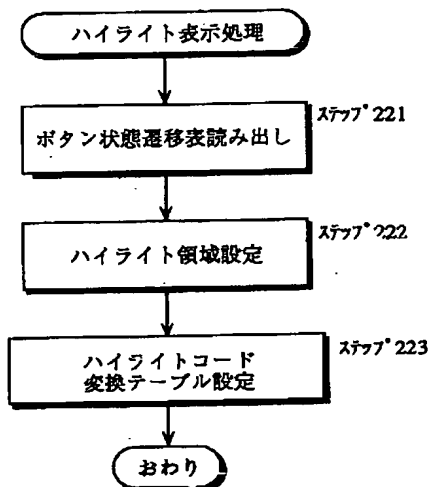 ハイライト表示処理
ステップ221
ボタン状態遷移表読み出し
ステップ222
ハイライト領域設定
ステップ223
ハイライトコード
変換テーブル設定
おわり